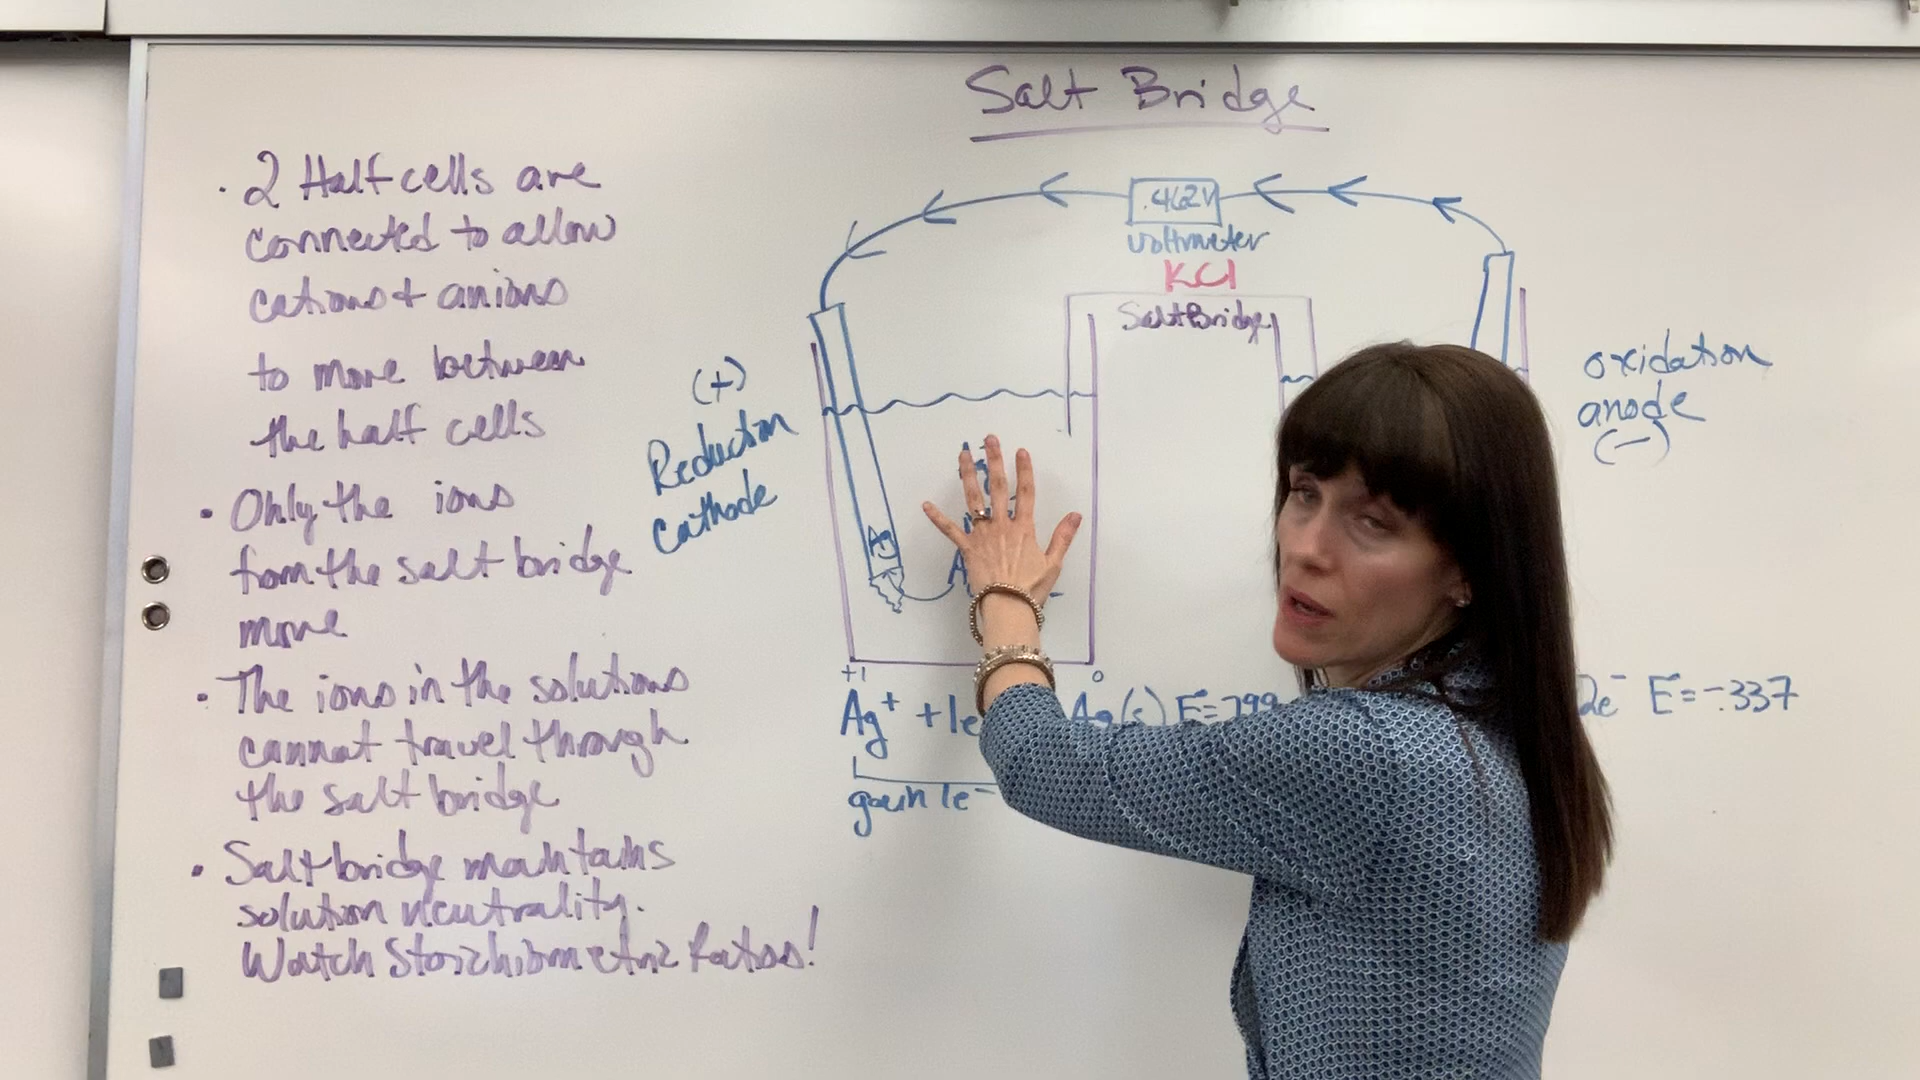 Salt Bridge
· 2 Half cells are
connected to allow
cations + anions
to move between
the half cells
· Only the ions
from the salt bridge
move
· The ions in the solutions
cannot travel through
the salt bridge
· Salt bridge maintains
solution neutrality.
Watch Stoichiometric Ratios!
.462V
voltmeter
KCl
Salt Bridge
(+)
Reduction
cathode
oxidation
anode
(-)
+1
0
Ag⁺ + 1e
Ag(s) E=.799
2e⁻ E=-.337
gain 1e⁻